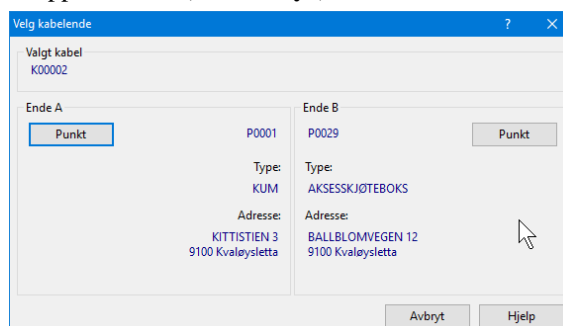 Velg kabelende ? X
Valgt kabel
K00002
Ende A
Punkt P0001
Type:
KUM
Adresse:
KITTISTIEN 3
9100 Kvaløysletta
Ende B
P0029 Punkt
Type:
AKSESSKJØTEBOKS
Adresse:
BALLBLOMVEGEN 12
9100 Kvaløysletta
Avbryt Hjelp